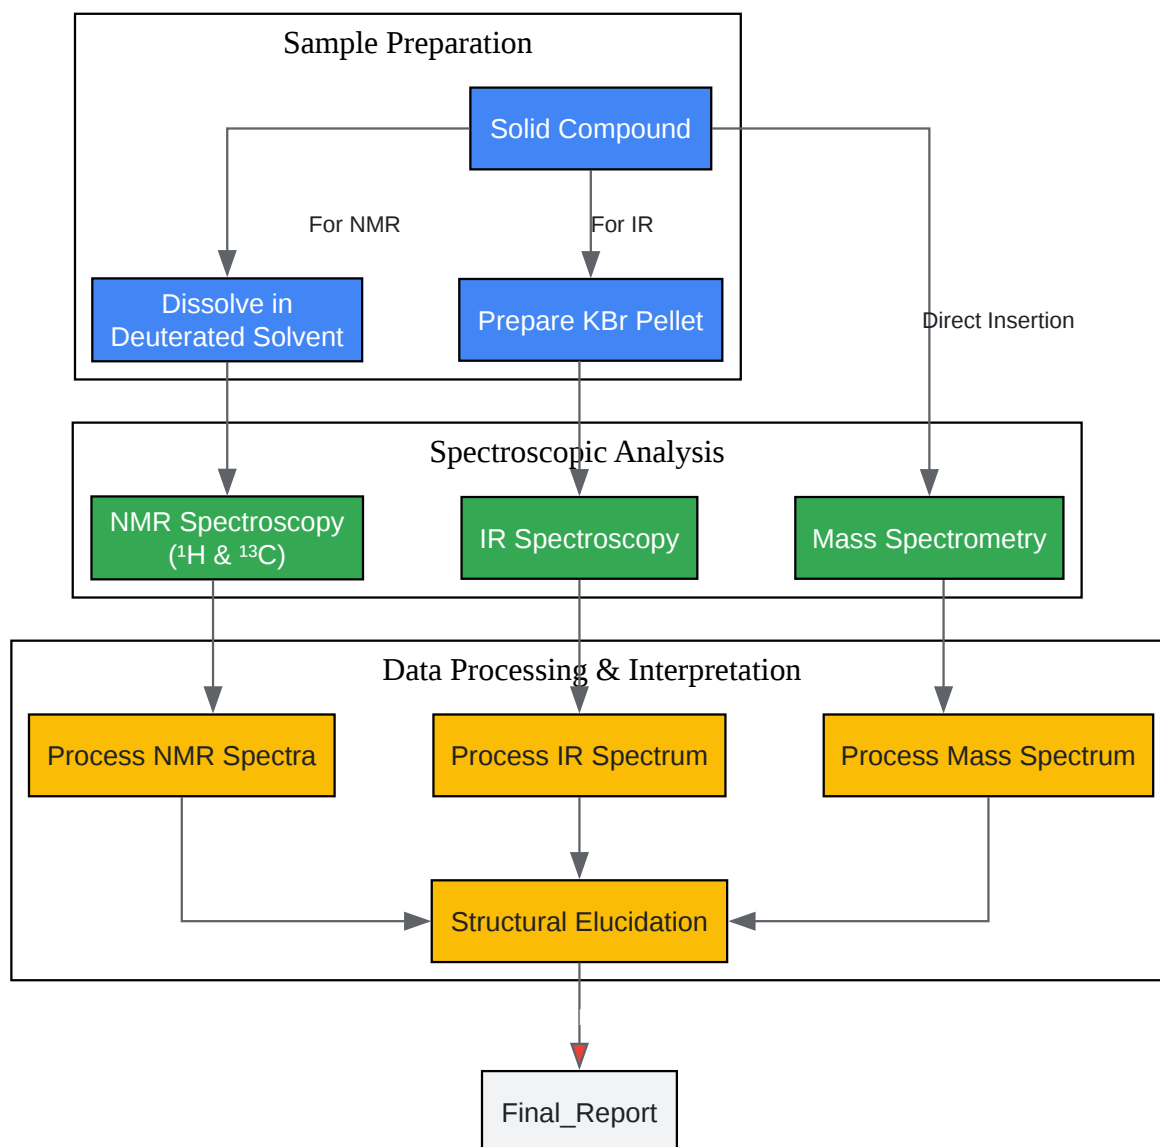 Sample Preparation
Solid Compound
For NMR
For IR
Dissolve in
Deuterated Solvent
Prepare KBr Pellet
Direct Insertion
Spectroscopic Analysis
NMR Spectroscopy
(¹H & ¹³C)
IR Spectroscopy
Mass Spectrometry
Data Processing & Interpretation
Process NMR Spectra
Process IR Spectrum
Process Mass Spectrum
Structural Elucidation
Final_Report